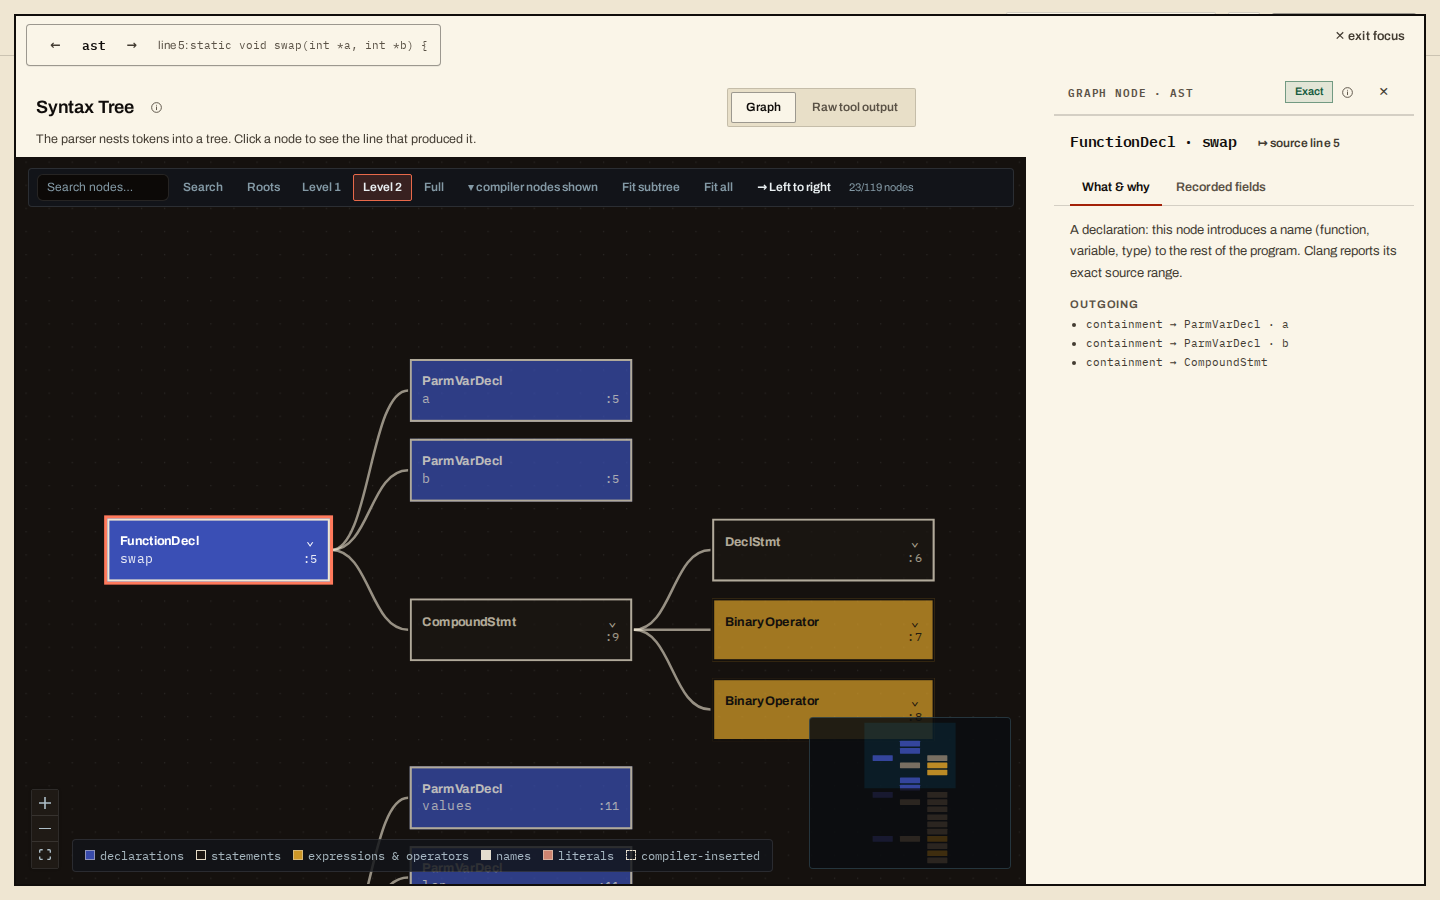 ← ast → line 5: static void swap(int *a, int *b) {
✕ exit focus
Syntax Tree
Graph Raw tool output
The parser nests tokens into a tree. Click a node to see the line that produced it.
Search nodes... Search Roots Level 1 Level 2 Full ▾ compiler nodes shown Fit subtree Fit all → Left to right 23/119 nodes
ParmVarDecl
a :5
ParmVarDecl
b :5
FunctionDecl
swap :5
CompoundStmt
:9
DeclStmt
:6
BinaryOperator
:7
BinaryOperator
:8
ParmVarDecl
values :11
ParmVarDecl
len :11
declarations statements expressions & operators names literals compiler-inserted
GRAPH NODE · AST Exact ✕
FunctionDecl · swap ↦ source line 5
What & why Recorded fields
A declaration: this node introduces a name (function,
variable, type) to the rest of the program. Clang reports its
exact source range.
OUTGOING
• containment → ParmVarDecl · a
• containment → ParmVarDecl · b
• containment → CompoundStmt